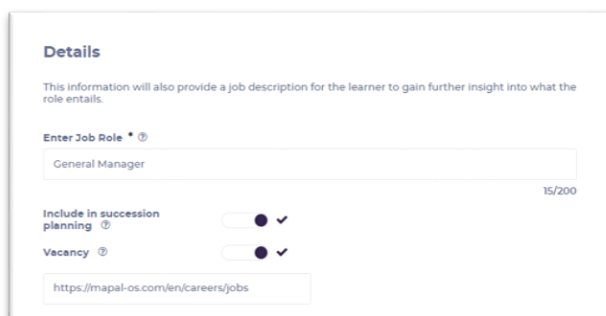 Details
This information will also provide a job description for the learner to gain further insight into what the
role entails.
Enter Job Role * ?
General Manager
15/200
Include in succession
planning ?
Vacancy ?
https://mapal-os.com/en/careers/jobs